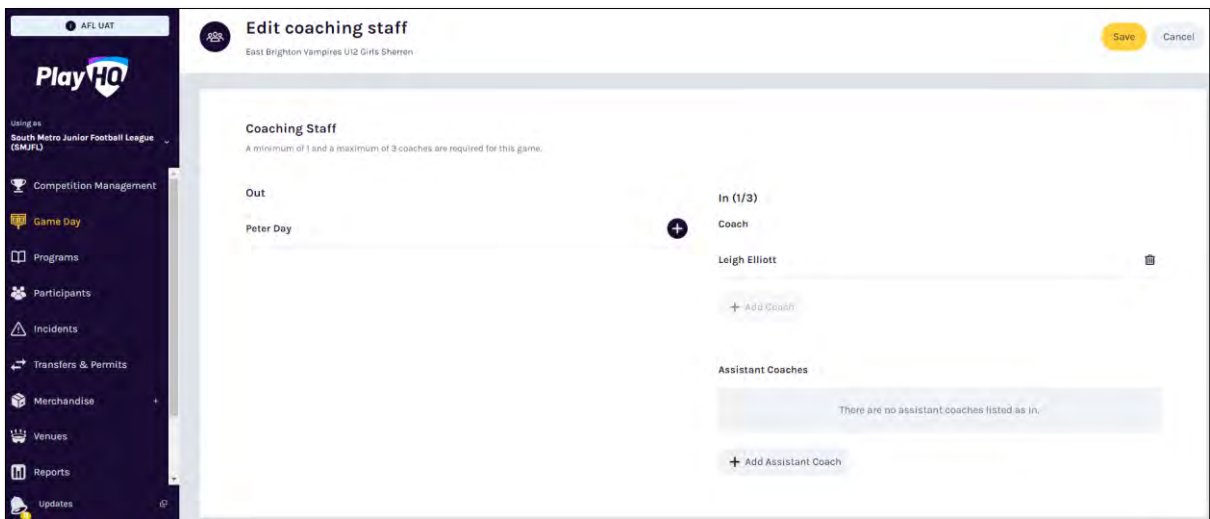 AFL UAT
PlayHQ
Using as
South Metro Junior Football League
(SMJFL)
Competition Management
Game Day
Programs
Participants
Incidents
Transfers & Permits
Merchandise
Venues
Reports
Updates
Edit coaching staff
East Brighton Vampires U12 Girls Sherren
Save
Cancel
Coaching Staff
A minimum of 1 and a maximum of 3 coaches are required for this game.
Out
Peter Day
In (1/3)
Coach
Leigh Elliott
+ Add Coach
Assistant Coaches
There are no assistant coaches listed as in.
+ Add Assistant Coach